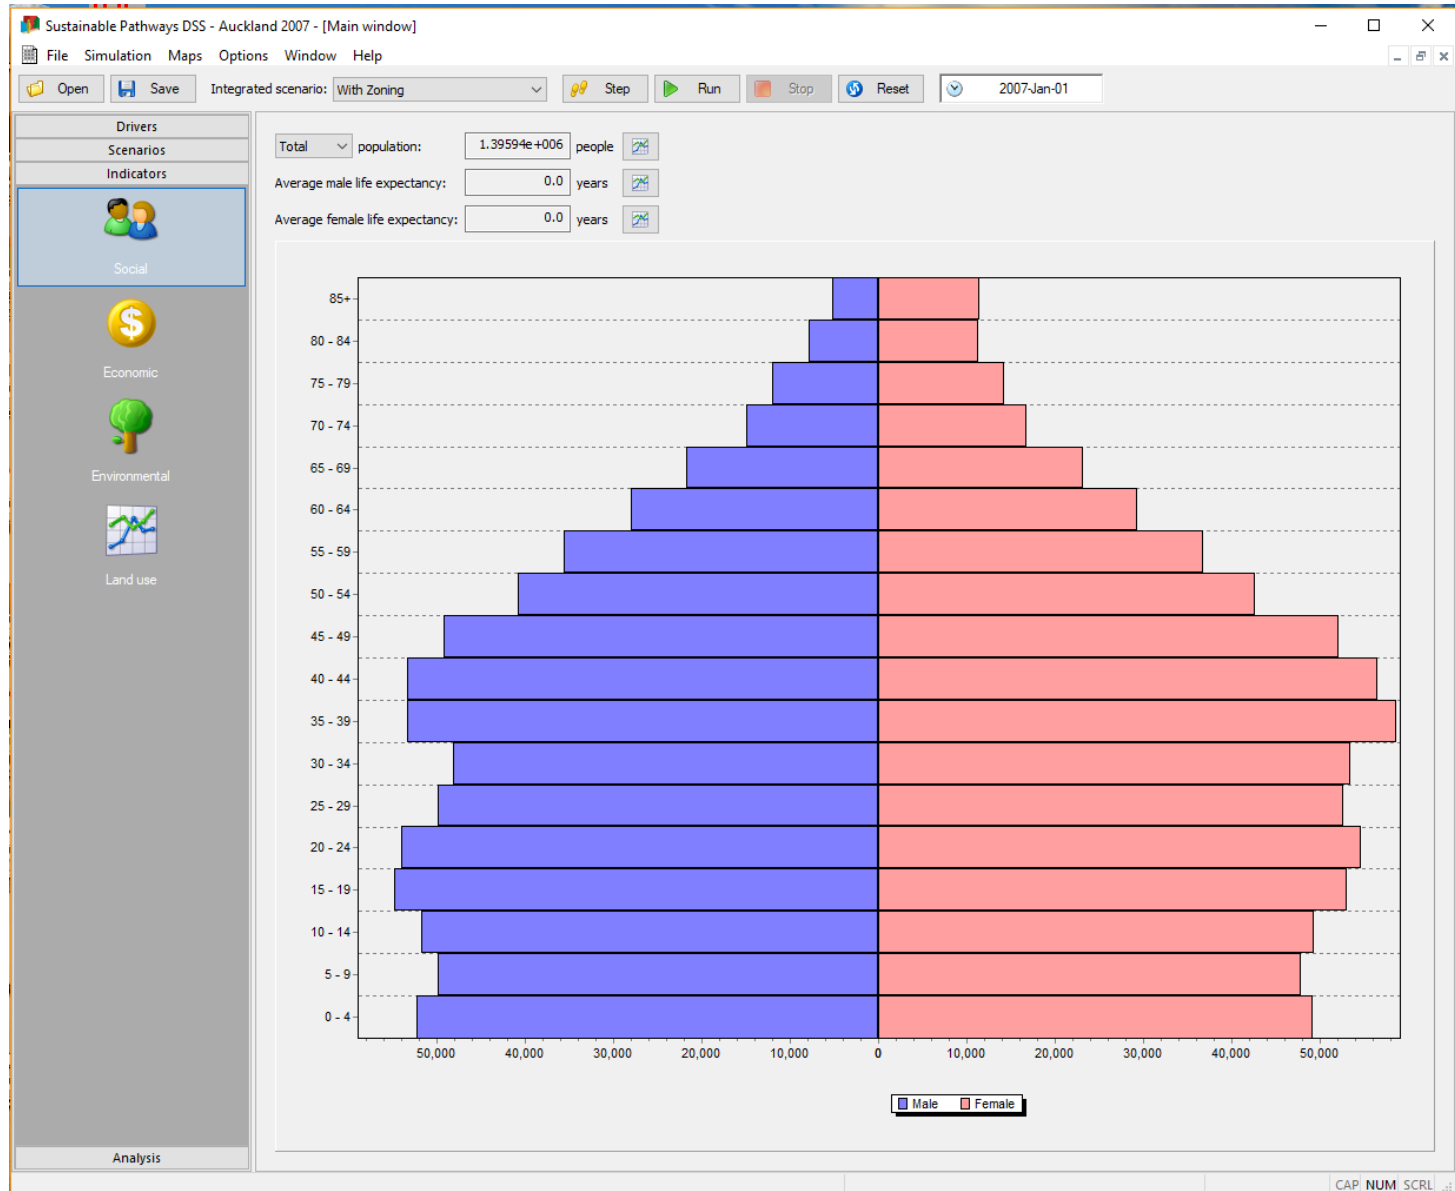 Sustainable Pathways DSS - Auckland 2007 - [Main window]
File Simulation Maps Options Window Help
Open Save Integrated scenario: With Zoning Step Run Stop Reset 2007-Jan-01
Drivers
Scenarios
Indicators
Social
Economic
Environmental
Land use
Analysis
Total population: 1.39594e+006 people
Average male life expectancy: 0.0 years
Average female life expectancy: 0.0 years
85+
80 - 84
75 - 79
70 - 74
65 - 69
60 - 64
55 - 59
50 - 54
45 - 49
40 - 44
35 - 39
30 - 34
25 - 29
20 - 24
15 - 19
10 - 14
5 - 9
0 - 4
50,000 40,000 30,000 20,000 10,000 0 10,000 20,000 30,000 40,000 50,000
Male Female
CAP NUM SCRL